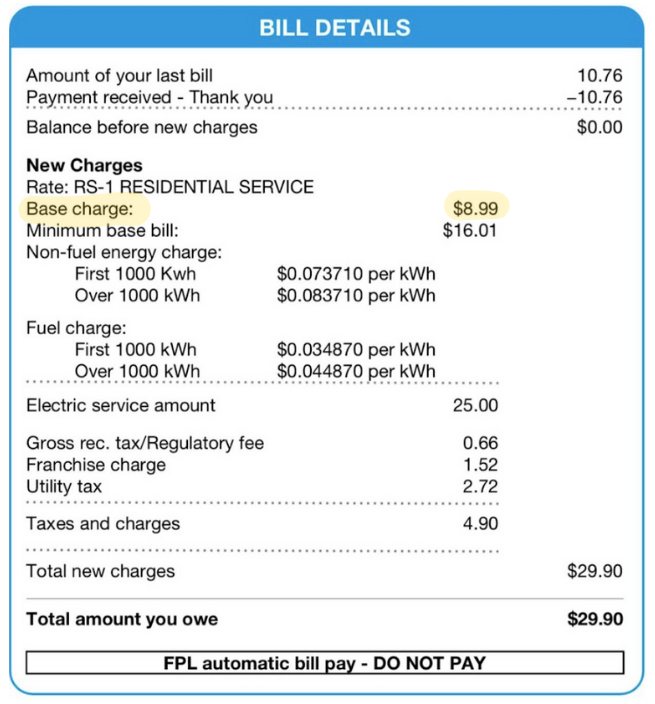 BILL DETAILS
Amount of your last bill 10.76
Payment received - Thank you –10.76
Balance before new charges $0.00
New Charges
Rate: RS-1 RESIDENTIAL SERVICE
Base charge: $8.99
Minimum base bill: $16.01
Non-fuel energy charge:
First 1000 Kwh $0.073710 per kWh
Over 1000 kWh $0.083710 per kWh
Fuel charge:
First 1000 kWh $0.034870 per kWh
Over 1000 kWh $0.044870 per kWh
Electric service amount 25.00
Gross rec. tax/Regulatory fee 0.66
Franchise charge 1.52
Utility tax 2.72
Taxes and charges 4.90
Total new charges $29.90
Total amount you owe $29.90
FPL automatic bill pay - DO NOT PAY